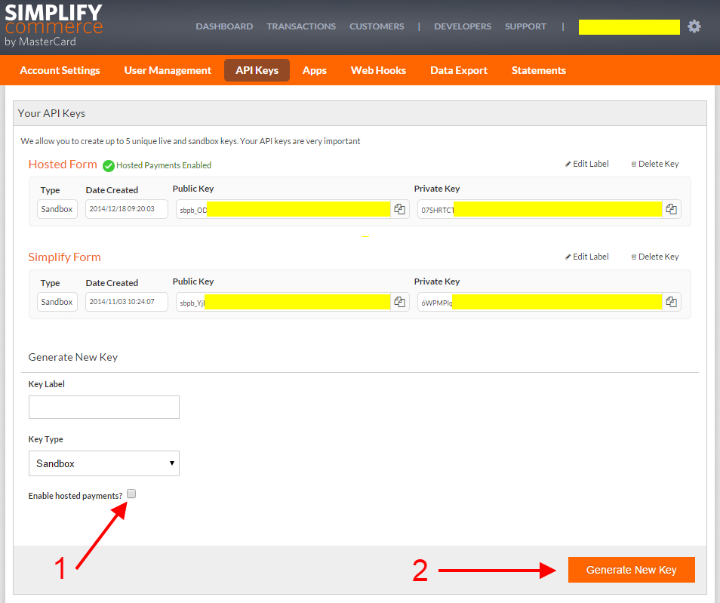 SIMPLIFY
commerce
by MasterCard
DASHBOARD TRANSACTIONS CUSTOMERS | DEVELOPERS SUPPORT |
Account Settings User Management API Keys Apps Web Hooks Data Export Statements
Your API Keys
We allow you to create up to 5 unique live and sandbox keys. Your API keys are very important
Hosted Form Hosted Payments Enabled Edit Label Delete Key
Type Date Created Public Key Private Key
Sandbox 2014/12/18 09:20:03 sbpb_OD 07SHRTCT
Simplify Form Edit Label Delete Key
Type Date Created Public Key Private Key
Sandbox 2014/11/03 10:24:07 sbpb_Yj 6WPMPIq
Generate New Key
Key Label
Key Type
Sandbox
Enable hosted payments?
1
2 Generate New Key